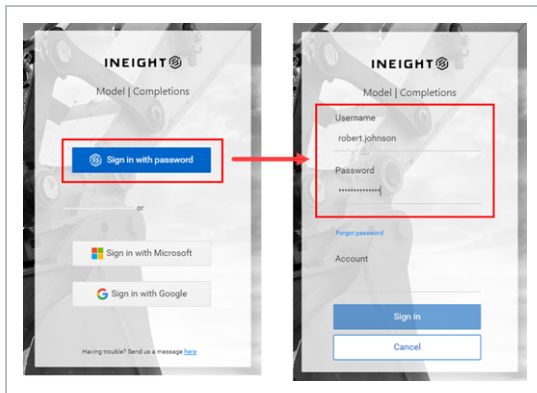 INEIGHT
Model | Completions
Sign in with password
or
Sign in with Microsoft
Sign in with Google
Having trouble? Send us a message here
INEIGHT
Model | Completions
Username
robert.johnson
Password
Forgot password
Account
Sign in
Cancel